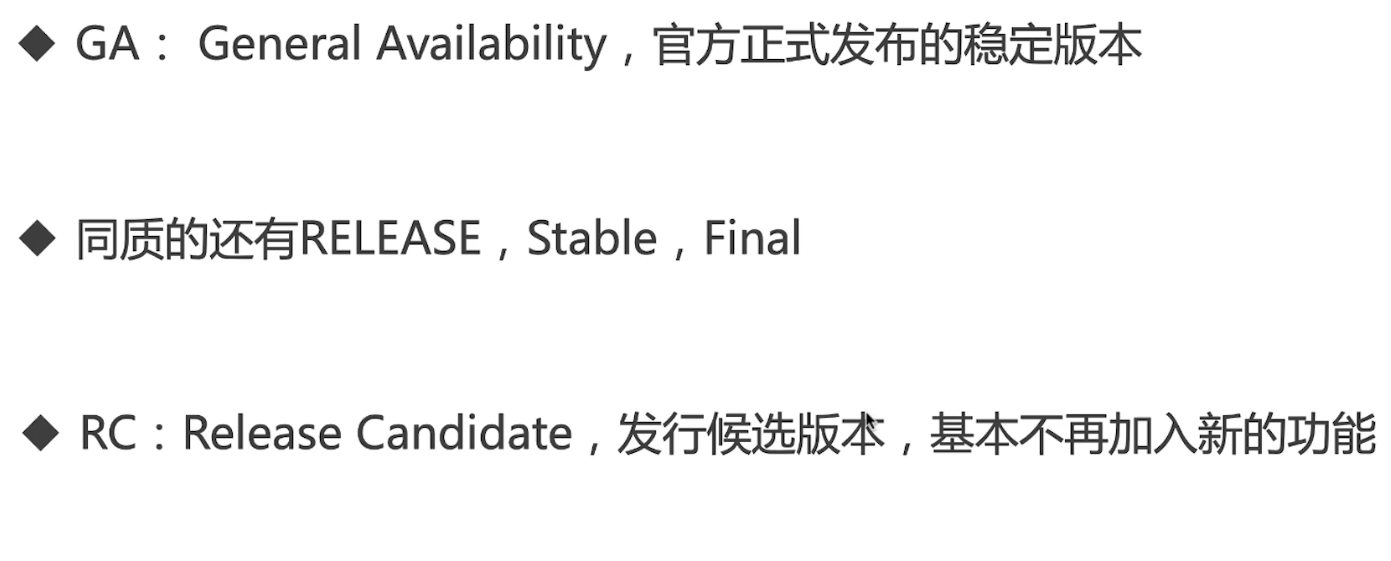 ◆ GA： General Availability，官方正式发布的稳定版本
◆ 同质的还有RELEASE，Stable，Final
◆ RC：Release Candidate，发行候选版本，基本不再加入新的功能